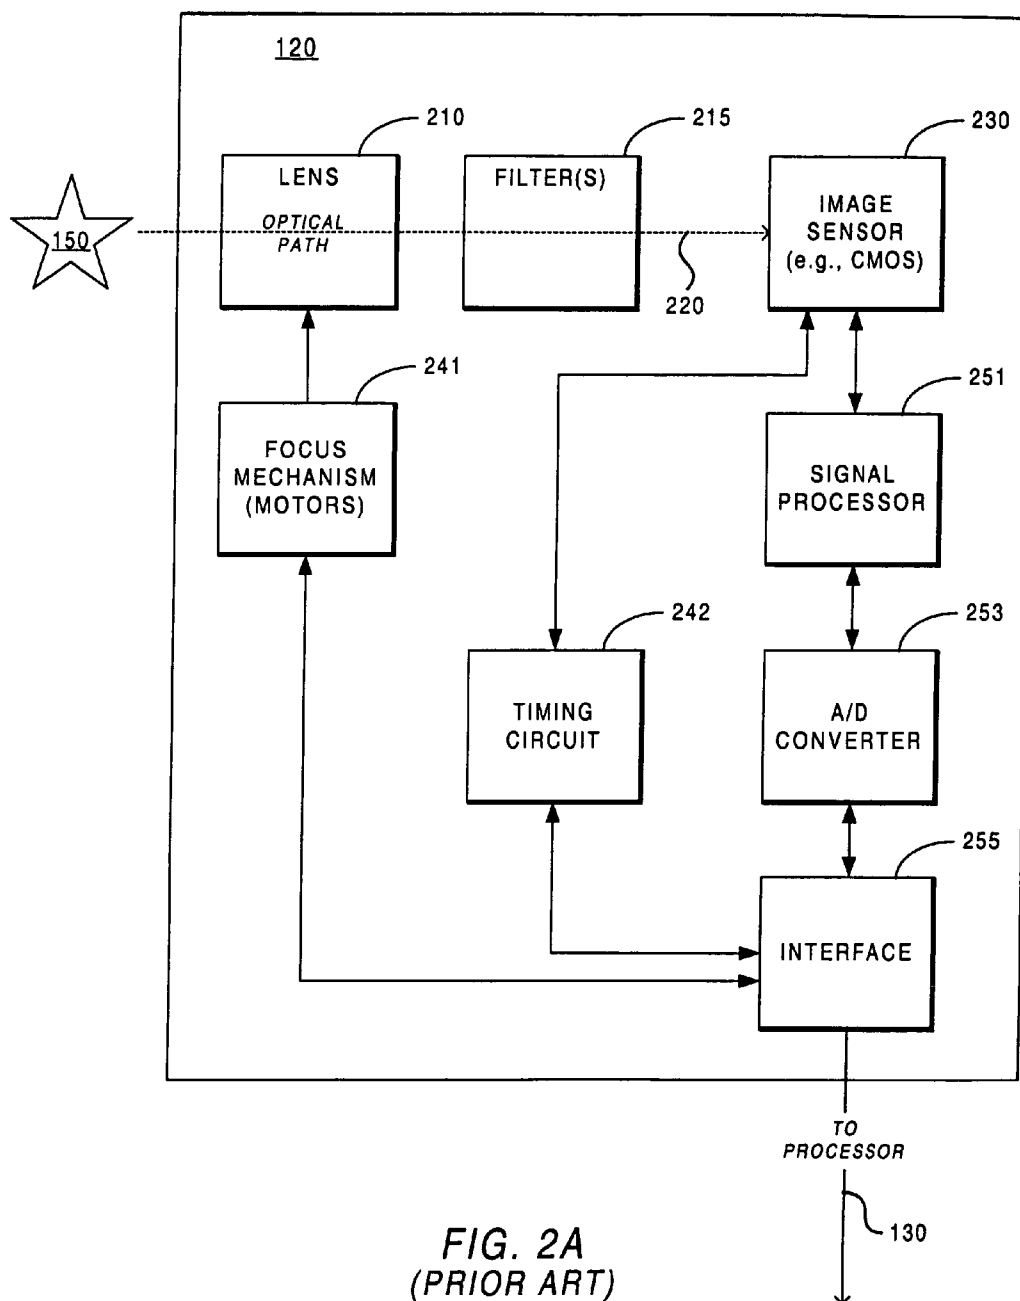 120
210
215
230
LENS
FILTER(S)
IMAGE
SENSOR
(e.g., CMOS)
150
OPTICAL
PATH
220
241
251
FOCUS
MECHANISM
(MOTORS)
SIGNAL
PROCESSOR
242
253
TIMING
CIRCUIT
A/D
CONVERTER
255
INTERFACE
TO
PROCESSOR
130
FIG. 2A
(PRIOR ART)